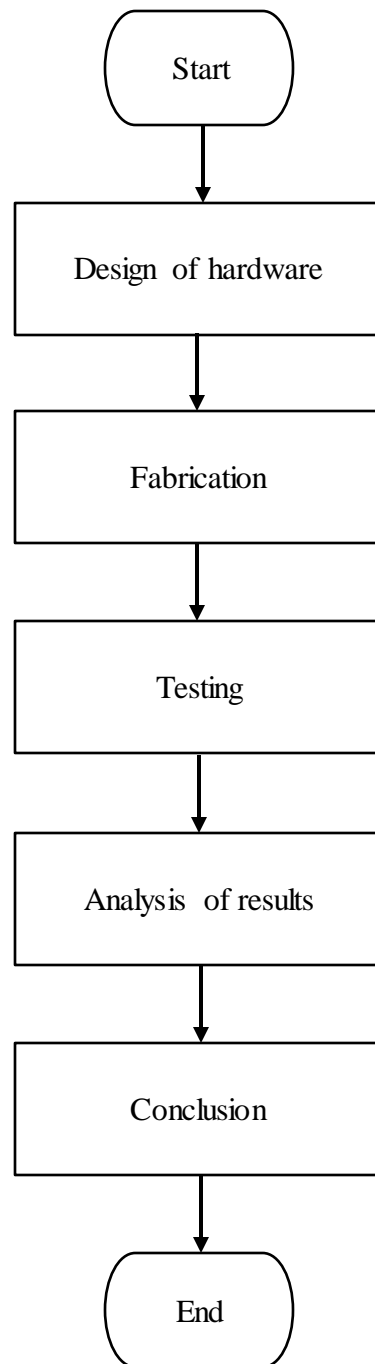 Start
Design of hardware
Fabrication
Testing
Analysis of results
Conclusion
End